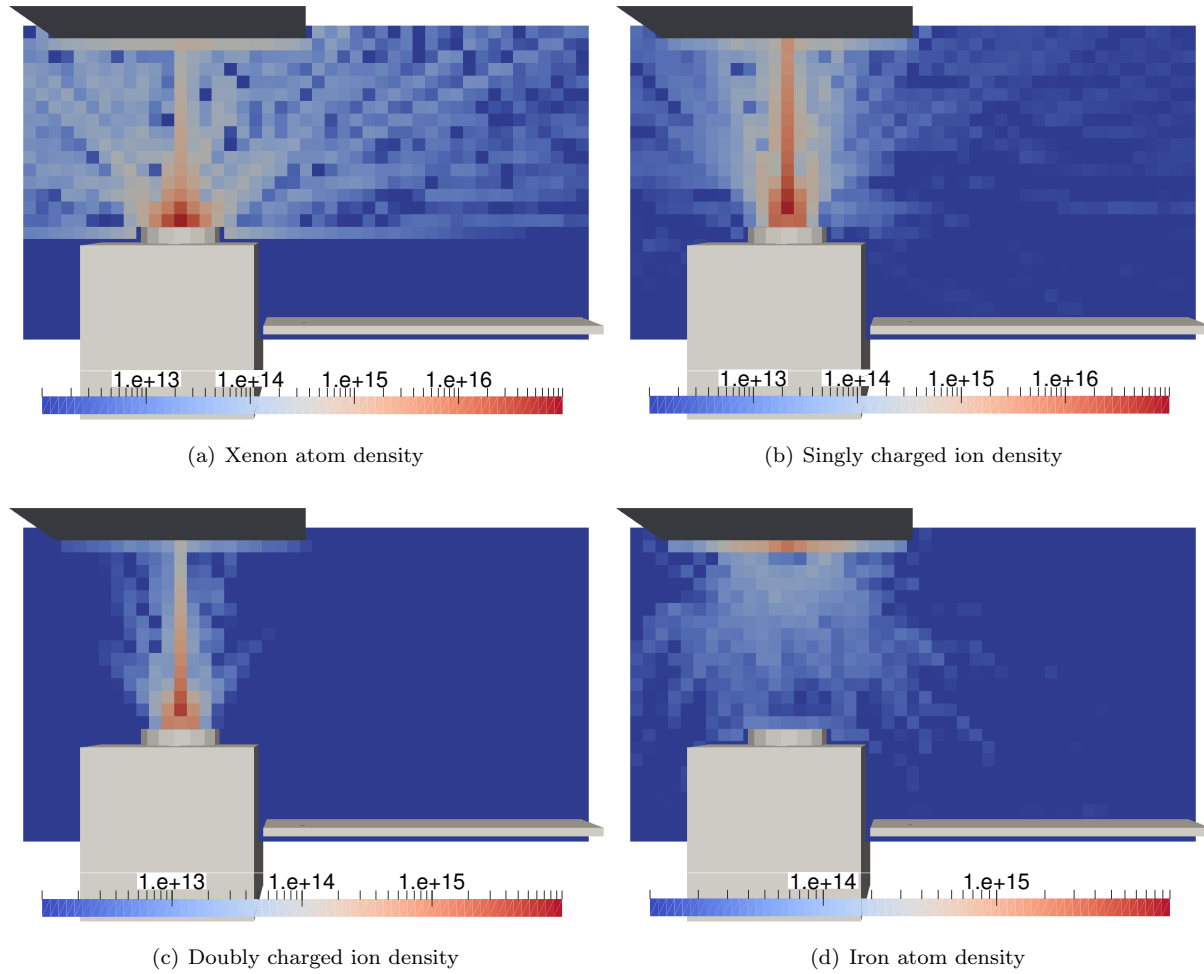 1.e+13 1.e+14 1.e+15 1.e+16
1.e+13 1.e+14 1.e+15 1.e+16
(a) Xenon atom density
(b) Singly charged ion density
1.e+13 1.e+14 1.e+15
1.e+14 1.e+15
(c) Doubly charged ion density
(d) Iron atom density